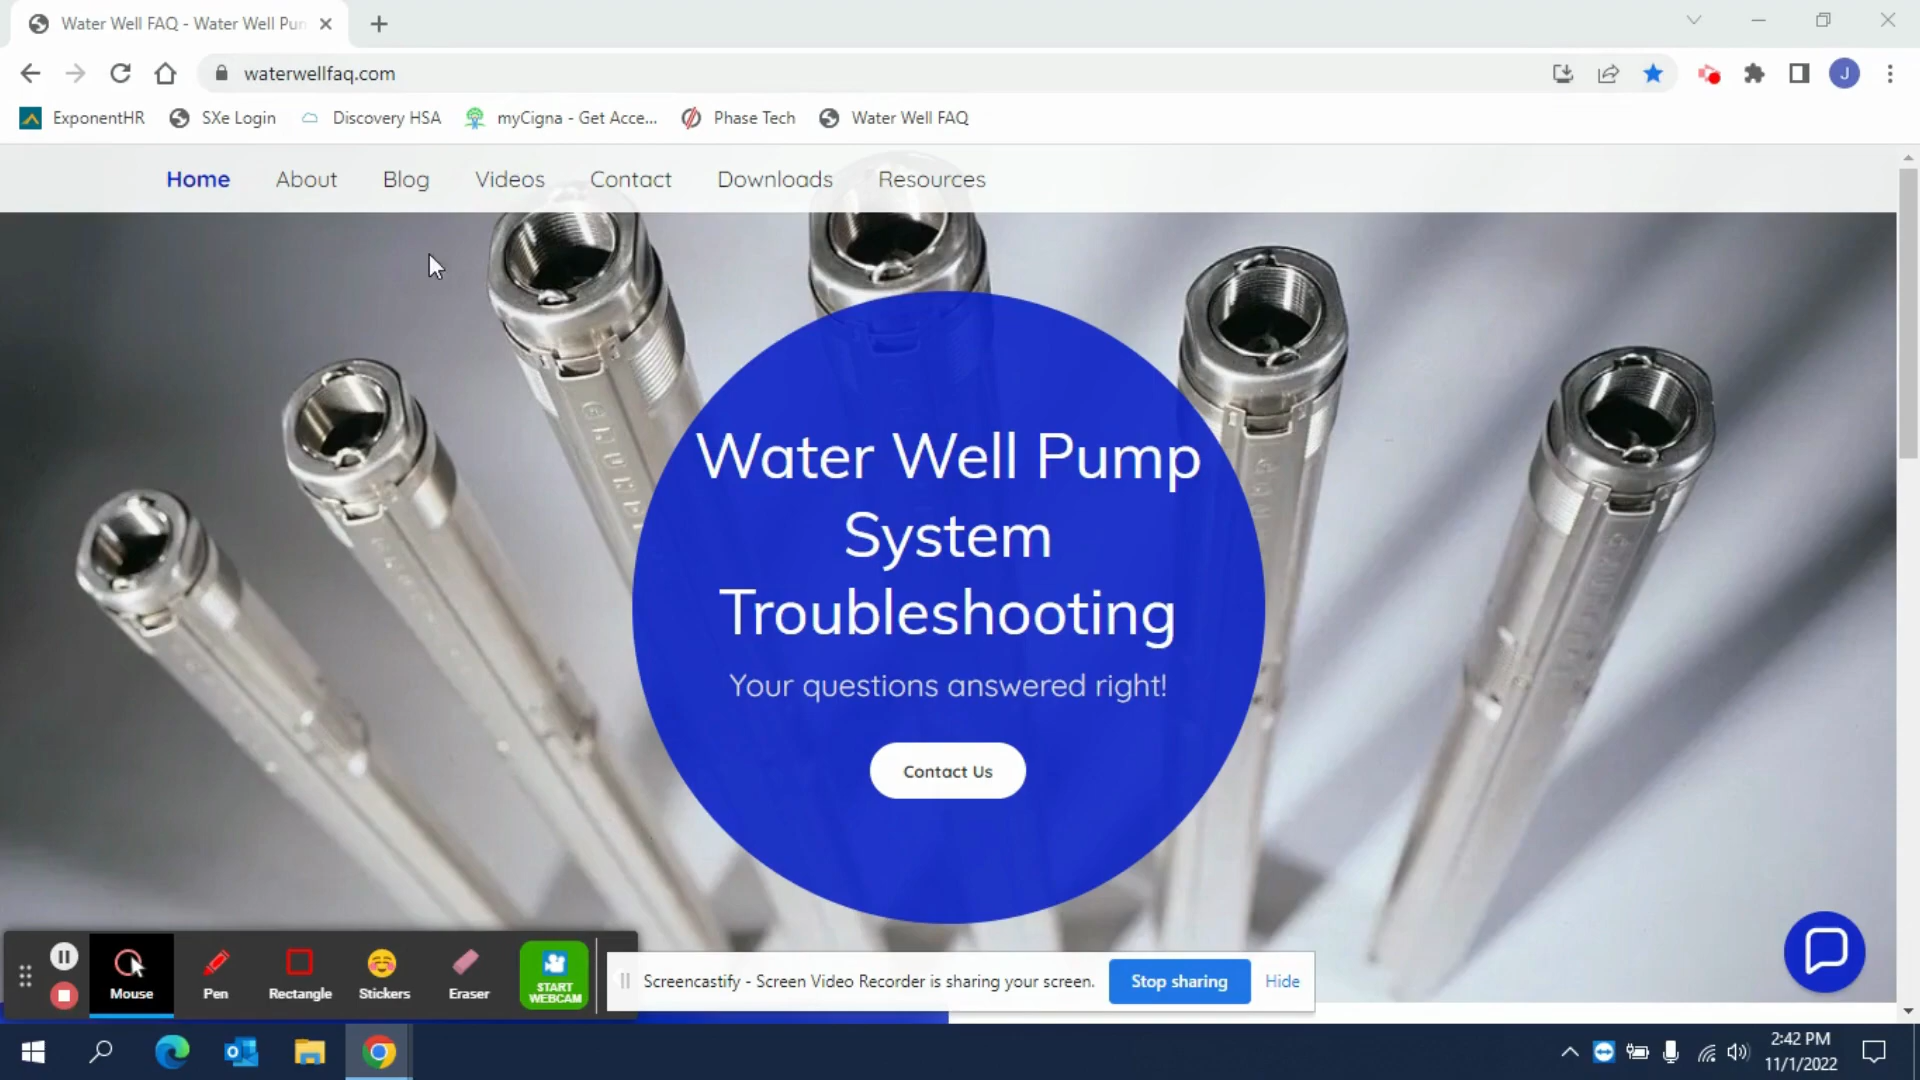 Water Well FAQ - Water Well Pun
waterwellfaq.com
J
ExponentHR
SXe Login
Discovery HSA
myCigna - Get Acce...
Phase Tech
Water Well FAQ
Home
About
Blog
Videos
Contact
Downloads
Resources
Water Well Pump
System
Troubleshooting
Your questions answered right!
Contact Us
Mouse
Pen
Rectangle
Stickers
Eraser
START
WEBCAM
Screencastify - Screen Video Recorder is sharing your screen.
Stop sharing
Hide
2:42 PM
11/1/2022